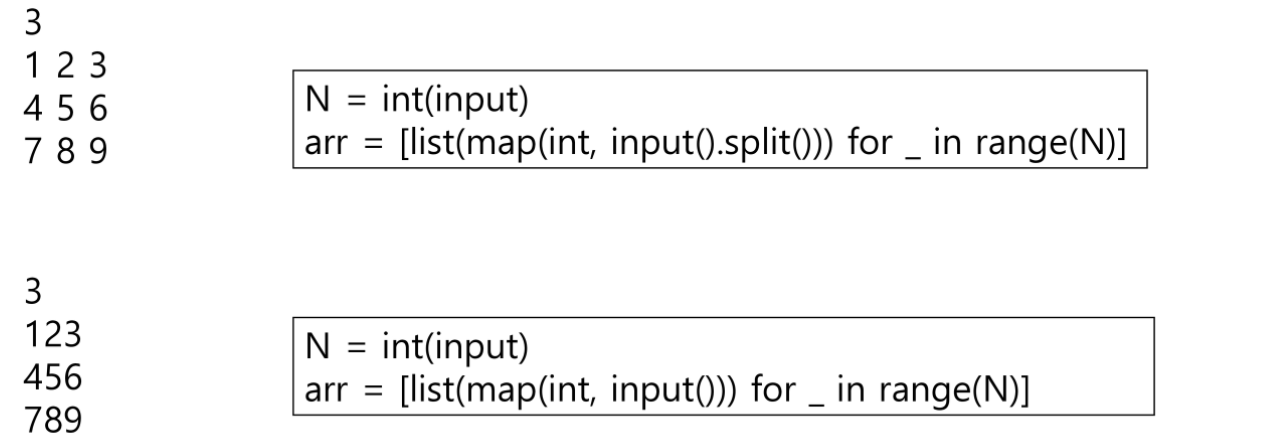 3
1 2 3
4 5 6
7 8 9
N = int(input)
arr = [list(map(int, input().split())) for _ in range(N)]
3
123
456
789
N = int(input)
arr = [list(map(int, input())) for _ in range(N)]